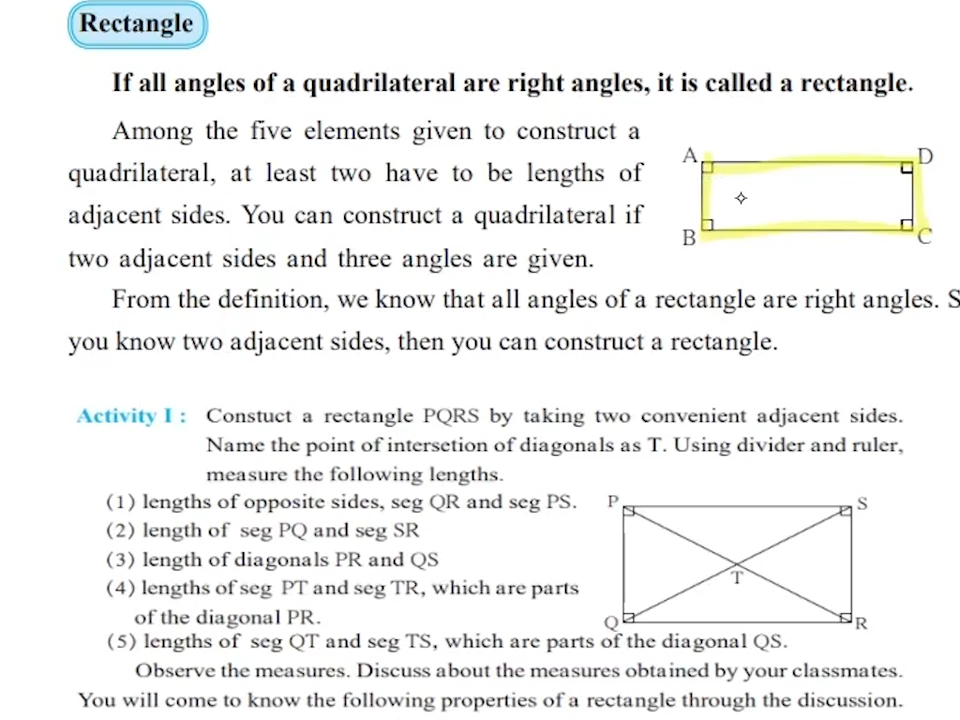 Rectangle
If all angles of a quadrilateral are right angles, it is called a rectangle.
Among the five elements given to construct a
quadrilateral, at least two have to be lengths of
adjacent sides. You can construct a quadrilateral if
two adjacent sides and three angles are given.
A D
B C
From the definition, we know that all angles of a rectangle are right angles. S
you know two adjacent sides, then you can construct a rectangle.
Activity I : Constuct a rectangle PQRS by taking two convenient adjacent sides.
Name the point of intersetion of diagonals as T. Using divider and ruler,
measure the following lengths.
(1) lengths of opposite sides, seg QR and seg PS.
(2) length of seg PQ and seg SR
(3) length of diagonals PR and QS
(4) lengths of seg PT and seg TR, which are parts
of the diagonal PR.
P S
T
Q R
(5) lengths of seg QT and seg TS, which are parts of the diagonal QS.
Observe the measures. Discuss about the measures obtained by your classmates.
You will come to know the following properties of a rectangle through the discussion.